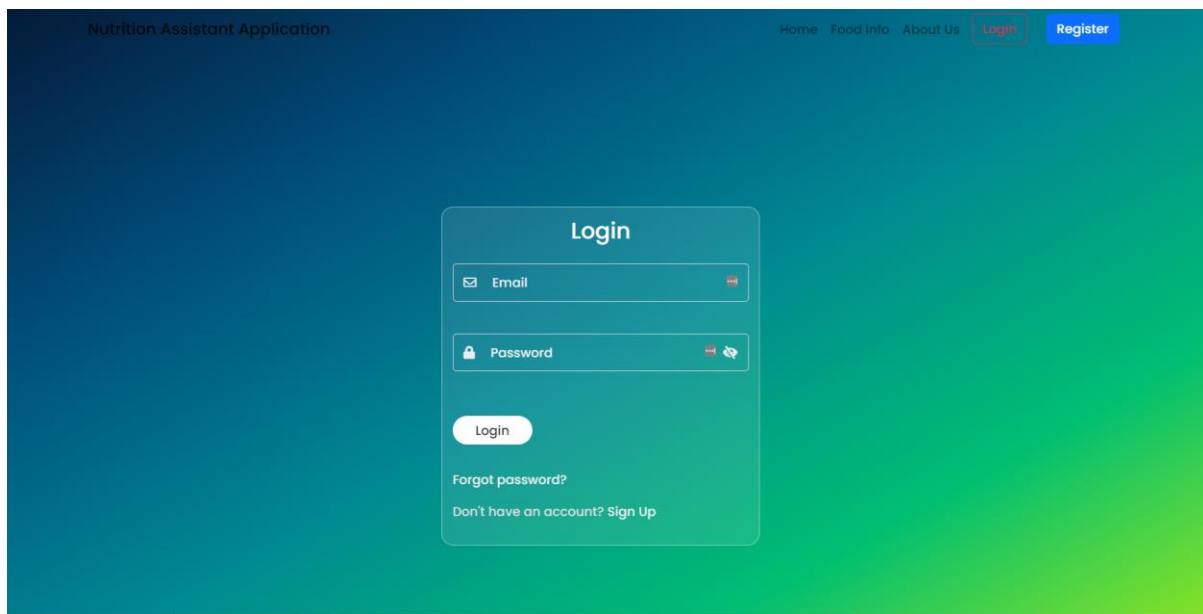 Nutrition Assistant Application Home Food Info About Us Login Register
Login
Email
Password
Login
Forgot password?
Don't have an account? Sign Up